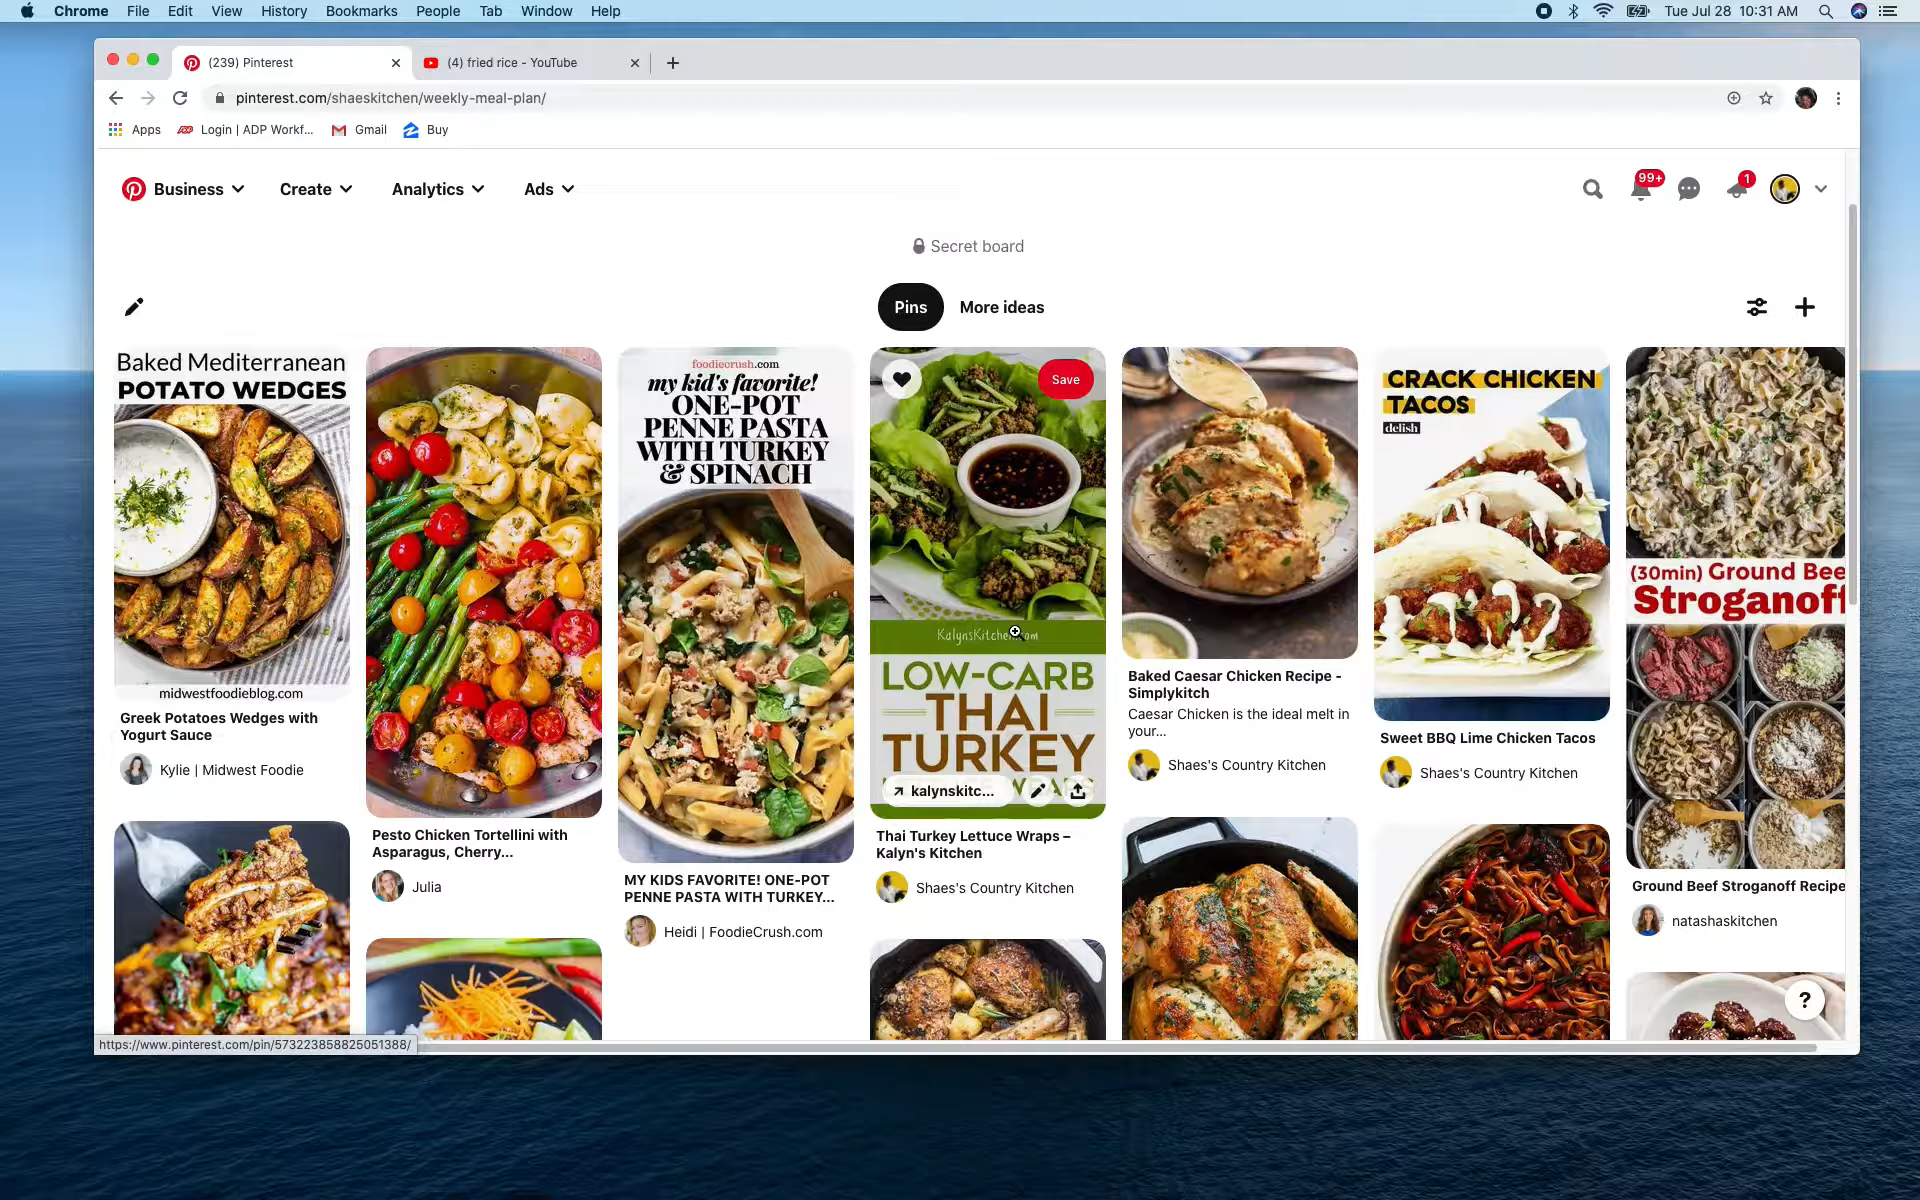 Chrome File Edit View History Bookmarks People Tab Window Help
Tue Jul 28 10:31 AM
(239) Pinterest
(4) fried rice - YouTube
pinterest.com/shaeskitchen/weekly-meal-plan/
Apps
Login | ADP Workf...
Gmail
Buy
Business
Create
Analytics
Ads
99+
1
Secret board
Pins
More ideas
Baked Mediterranean
POTATO WEDGES
midwestfoodieblog.com
Greek Potatoes Wedges with
Yogurt Sauce
Kylie | Midwest Foodie
Pesto Chicken Tortellini with
Asparagus, Cherry...
Julia
foodiecrush.com
my kid's favorite!
ONE-POT
PENNE PASTA
WITH TURKEY
& SPINACH
MY KIDS FAVORITE! ONE-POT
PENNE PASTA WITH TURKEY...
Heidi | FoodieCrush.com
Save
KalynsKitchen.com
LOW-CARB
THAI
TURKEY
kalynskitc...
Thai Turkey Lettuce Wraps –
Kalyn's Kitchen
Shaes's Country Kitchen
Baked Caesar Chicken Recipe -
Simplykitch
Caesar Chicken is the ideal melt in
your...
Shaes's Country Kitchen
CRACK CHICKEN
TACOS
delish
Sweet BBQ Lime Chicken Tacos
Shaes's Country Kitchen
(30min) Ground Bee
Stroganoff
Ground Beef Stroganoff Recipe
natashaskitchen
?
https://www.pinterest.com/pin/573223858825051388/